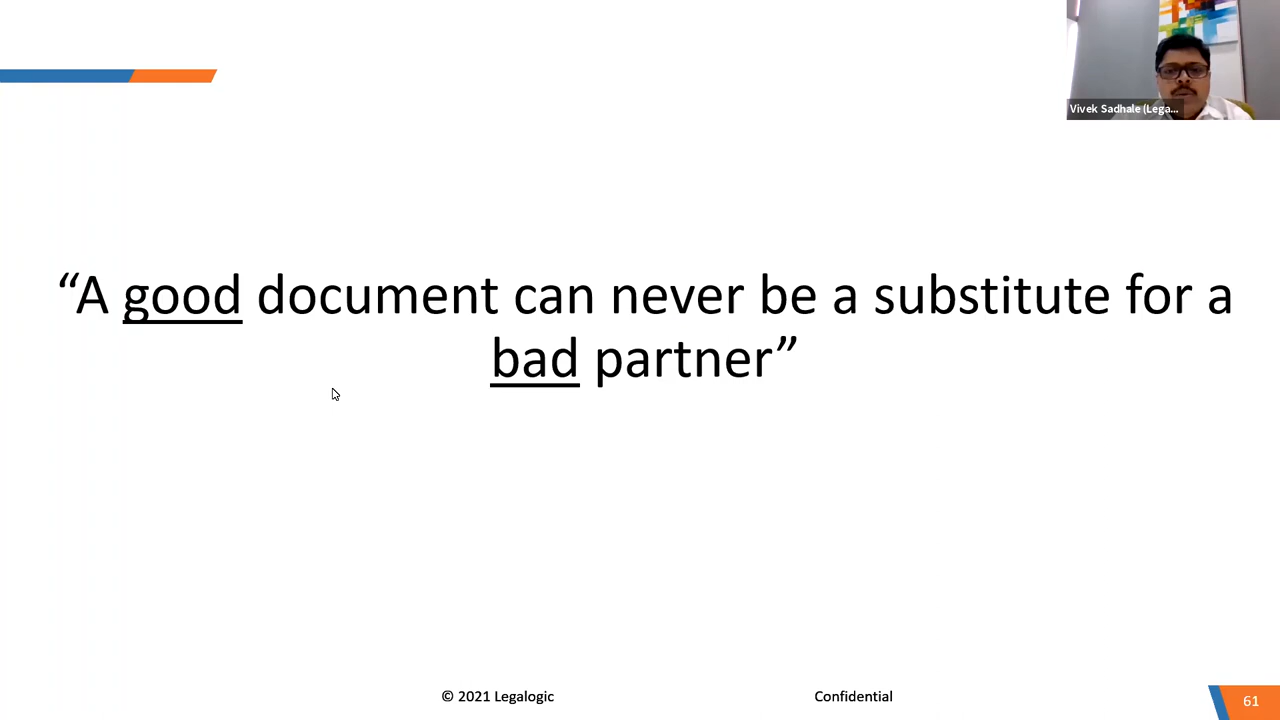 Vivek Sadhale (Lega...
“A good document can never be a substitute for a
bad partner”
© 2021 Legalogic
Confidential
61